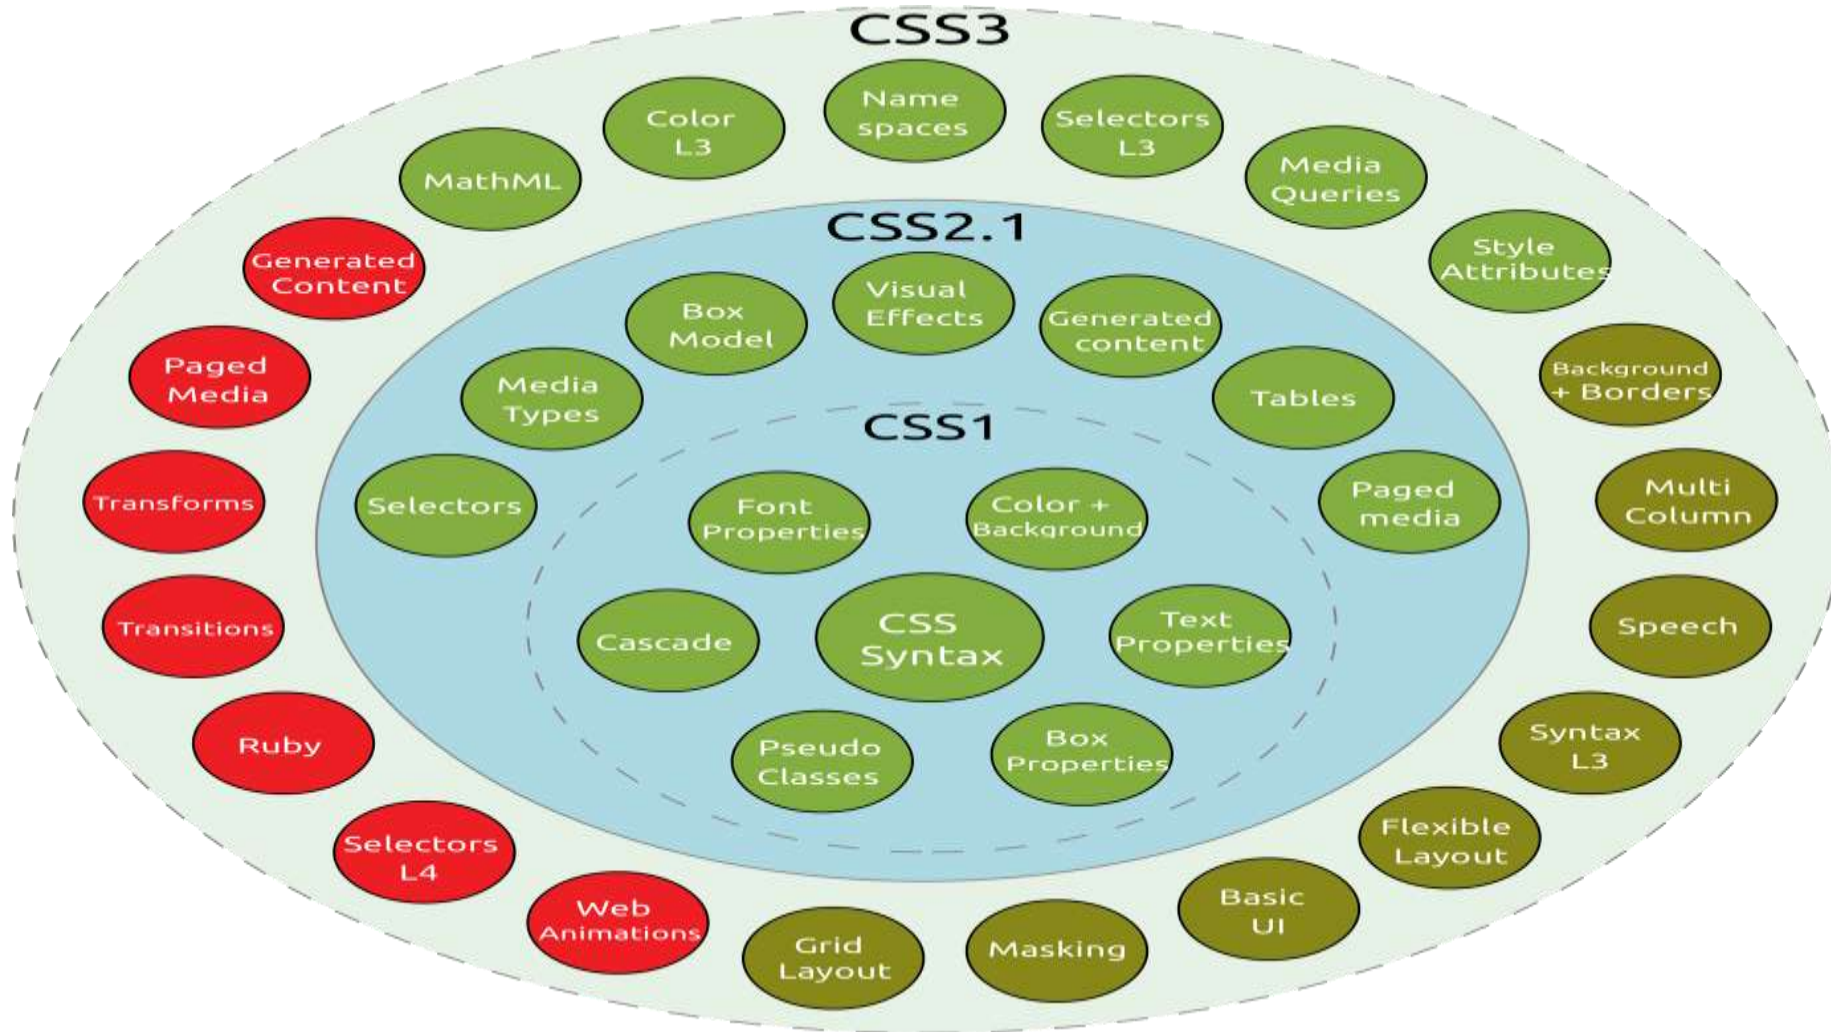 CSS3
Name
spaces
Color
L3
Selectors
L3
MathML
Media
Queries
Generated
Content
Style
Attributes
Paged
Media
Background
+ Borders
Transforms
Multi
Column
Transitions
Speech
Ruby
Syntax
L3
Selectors
L4
Flexible
Layout
Web
Animations
Basic
UI
Grid
Layout
Masking
CSS2.1
Visual
Effects
Box
Model
Generated
content
Media
Types
Tables
Selectors
Paged
media
CSS1
Font
Properties
Color +
Background
Cascade
CSS
Syntax
Text
Properties
Pseudo
Classes
Box
Properties